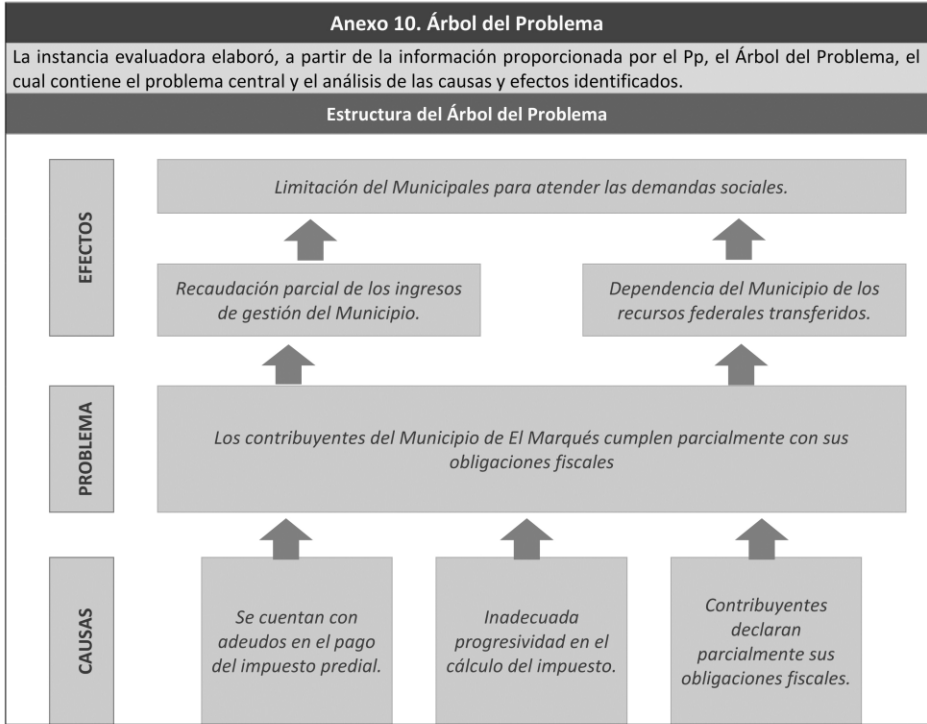 Anexo 10. Árbol del Problema
La instancia evaluadora elaboró, a partir de la información proporcionada por el Pp, el Árbol del Problema, el
cual contiene el problema central y el análisis de las causas y efectos identificados.
Estructura del Árbol del Problema
EFECTOS
Limitación del Municipales para atender las demandas sociales.
Recaudación parcial de los ingresos
de gestión del Municipio.
Dependencia del Municipio de los
recursos federales transferidos.
PROBLEMA
Los contribuyentes del Municipio de El Marqués cumplen parcialmente con sus
obligaciones fiscales
CAUSAS
Se cuentan con
adeudos en el pago
del impuesto predial.
Inadecuada
progresividad en el
cálculo del impuesto.
Contribuyentes
declaran
parcialmente sus
obligaciones fiscales.